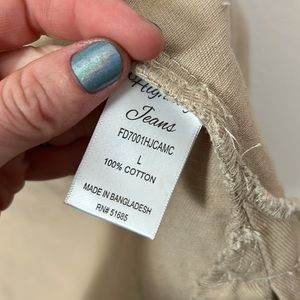 Jeans
FD7001HJCAMC
L
100% COTTON
MADE IN BANGLADESH
RN# 51685